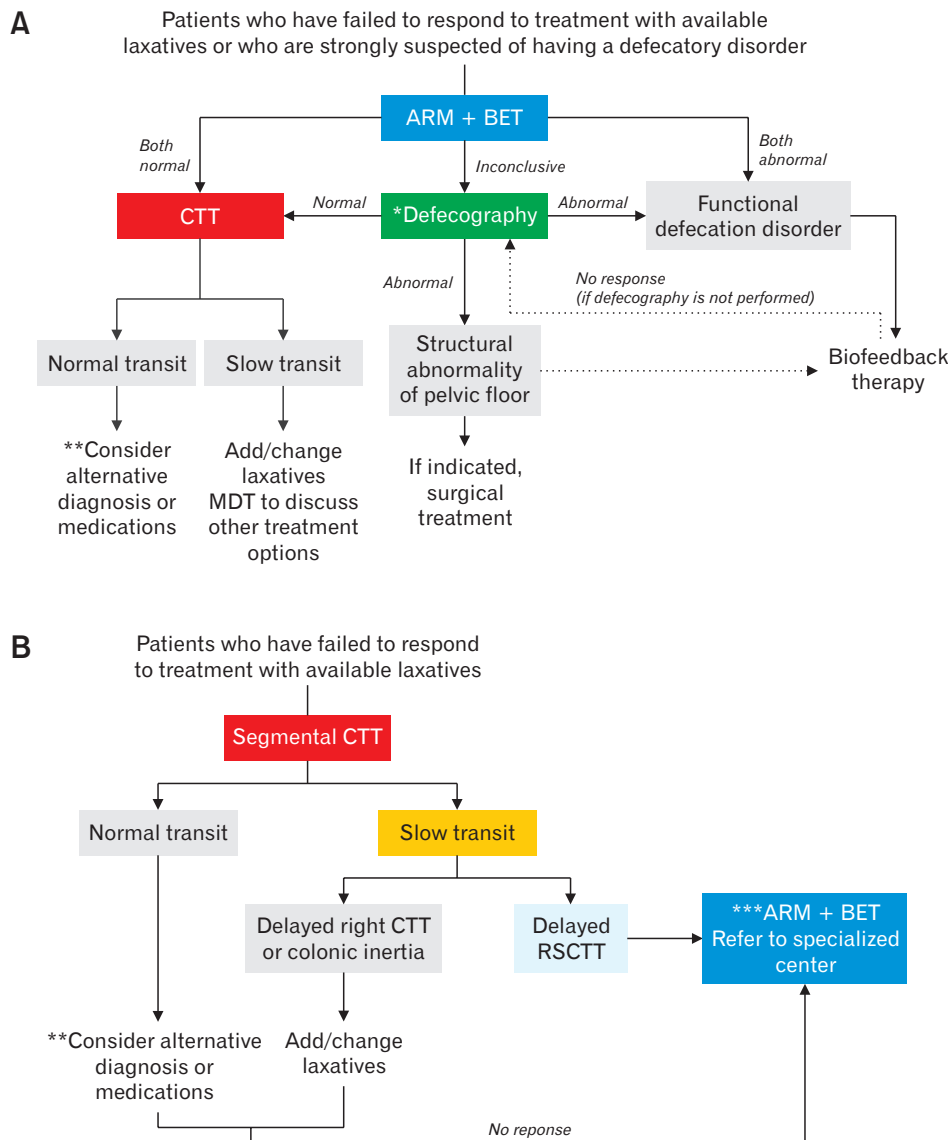 A
Patients who have failed to respond to treatment with available
laxatives or who are strongly suspected of having a defecatory disorder
ARM + BET
Both
normal
Inconclusive
Both
abnormal
CTT
Normal
*Defecography
Abnormal
Functional
defecation disorder
Abnormal
No response
(if defecography is not performed)
Normal transit
Slow transit
Structural
abnormality
of pelvic floor
Biofeedback
therapy
**Consider
alternative
diagnosis or
medications
Add/change
laxatives
MDT to discuss
other treatment
options
If indicated,
surgical
treatment
B
Patients who have failed to respond
to treatment with available laxatives
Segmental CTT
Normal transit
Slow transit
Delayed right CTT
or colonic inertia
Delayed
RSCTT
***ARM + BET
Refer to specialized
center
**Consider alternative
diagnosis or
medications
Add/change
laxatives
No reponse